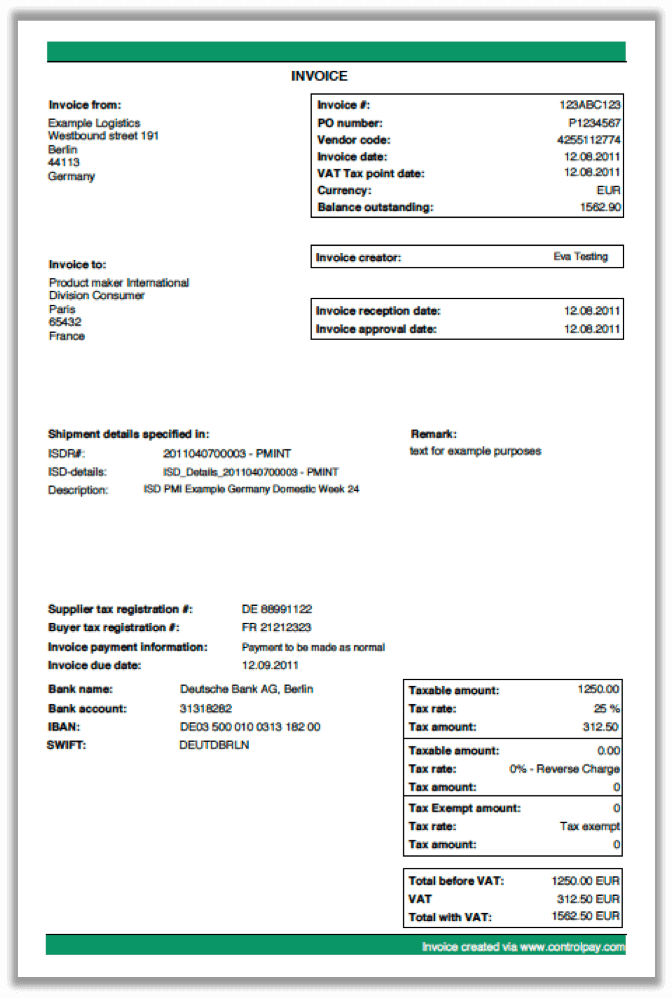 INVOICE
Invoice from:
Example Logistics
Westbound street 191
Berlin
44113
Germany
Invoice #: 123ABC123
PO number: P1234567
Vendor code: 4255112774
Invoice date: 12.08.2011
VAT Tax point date: 12.08.2011
Currency: EUR
Balance outstanding: 1562.90
Invoice to:
Product maker International
Division Consumer
Paris
65432
France
Invoice creator: Eva Testing
Invoice reception date: 12.08.2011
Invoice approval date: 12.08.2011
Shipment details specified in:
ISDR#: 2011040700003 - PMINT
ISD-details: ISD_Details_2011040700003 - PMINT
Description: ISD PMI Example Germany Domestic Week 24
Remark:
text for example purposes
Supplier tax registration #: DE 88991122
Buyer tax registration #: FR 21212323
Invoice payment information: Payment to be made as normal
Invoice due date: 12.09.2011
Bank name: Deutsche Bank AG, Berlin
Bank account: 31318282
IBAN: DE03 500 010 0313 182 00
SWIFT: DEUTDBRLN
Taxable amount: 1250.00
Tax rate: 25 %
Tax amount: 312.50
Taxable amount: 0.00
Tax rate: 0% - Reverse Charge
Tax amount: 0
Tax Exempt amount: 0
Tax rate: Tax exempt
Tax amount: 0
Total before VAT: 1250.00 EUR
VAT 312.50 EUR
Total with VAT: 1562.50 EUR
Invoice created via www.controlpay.com